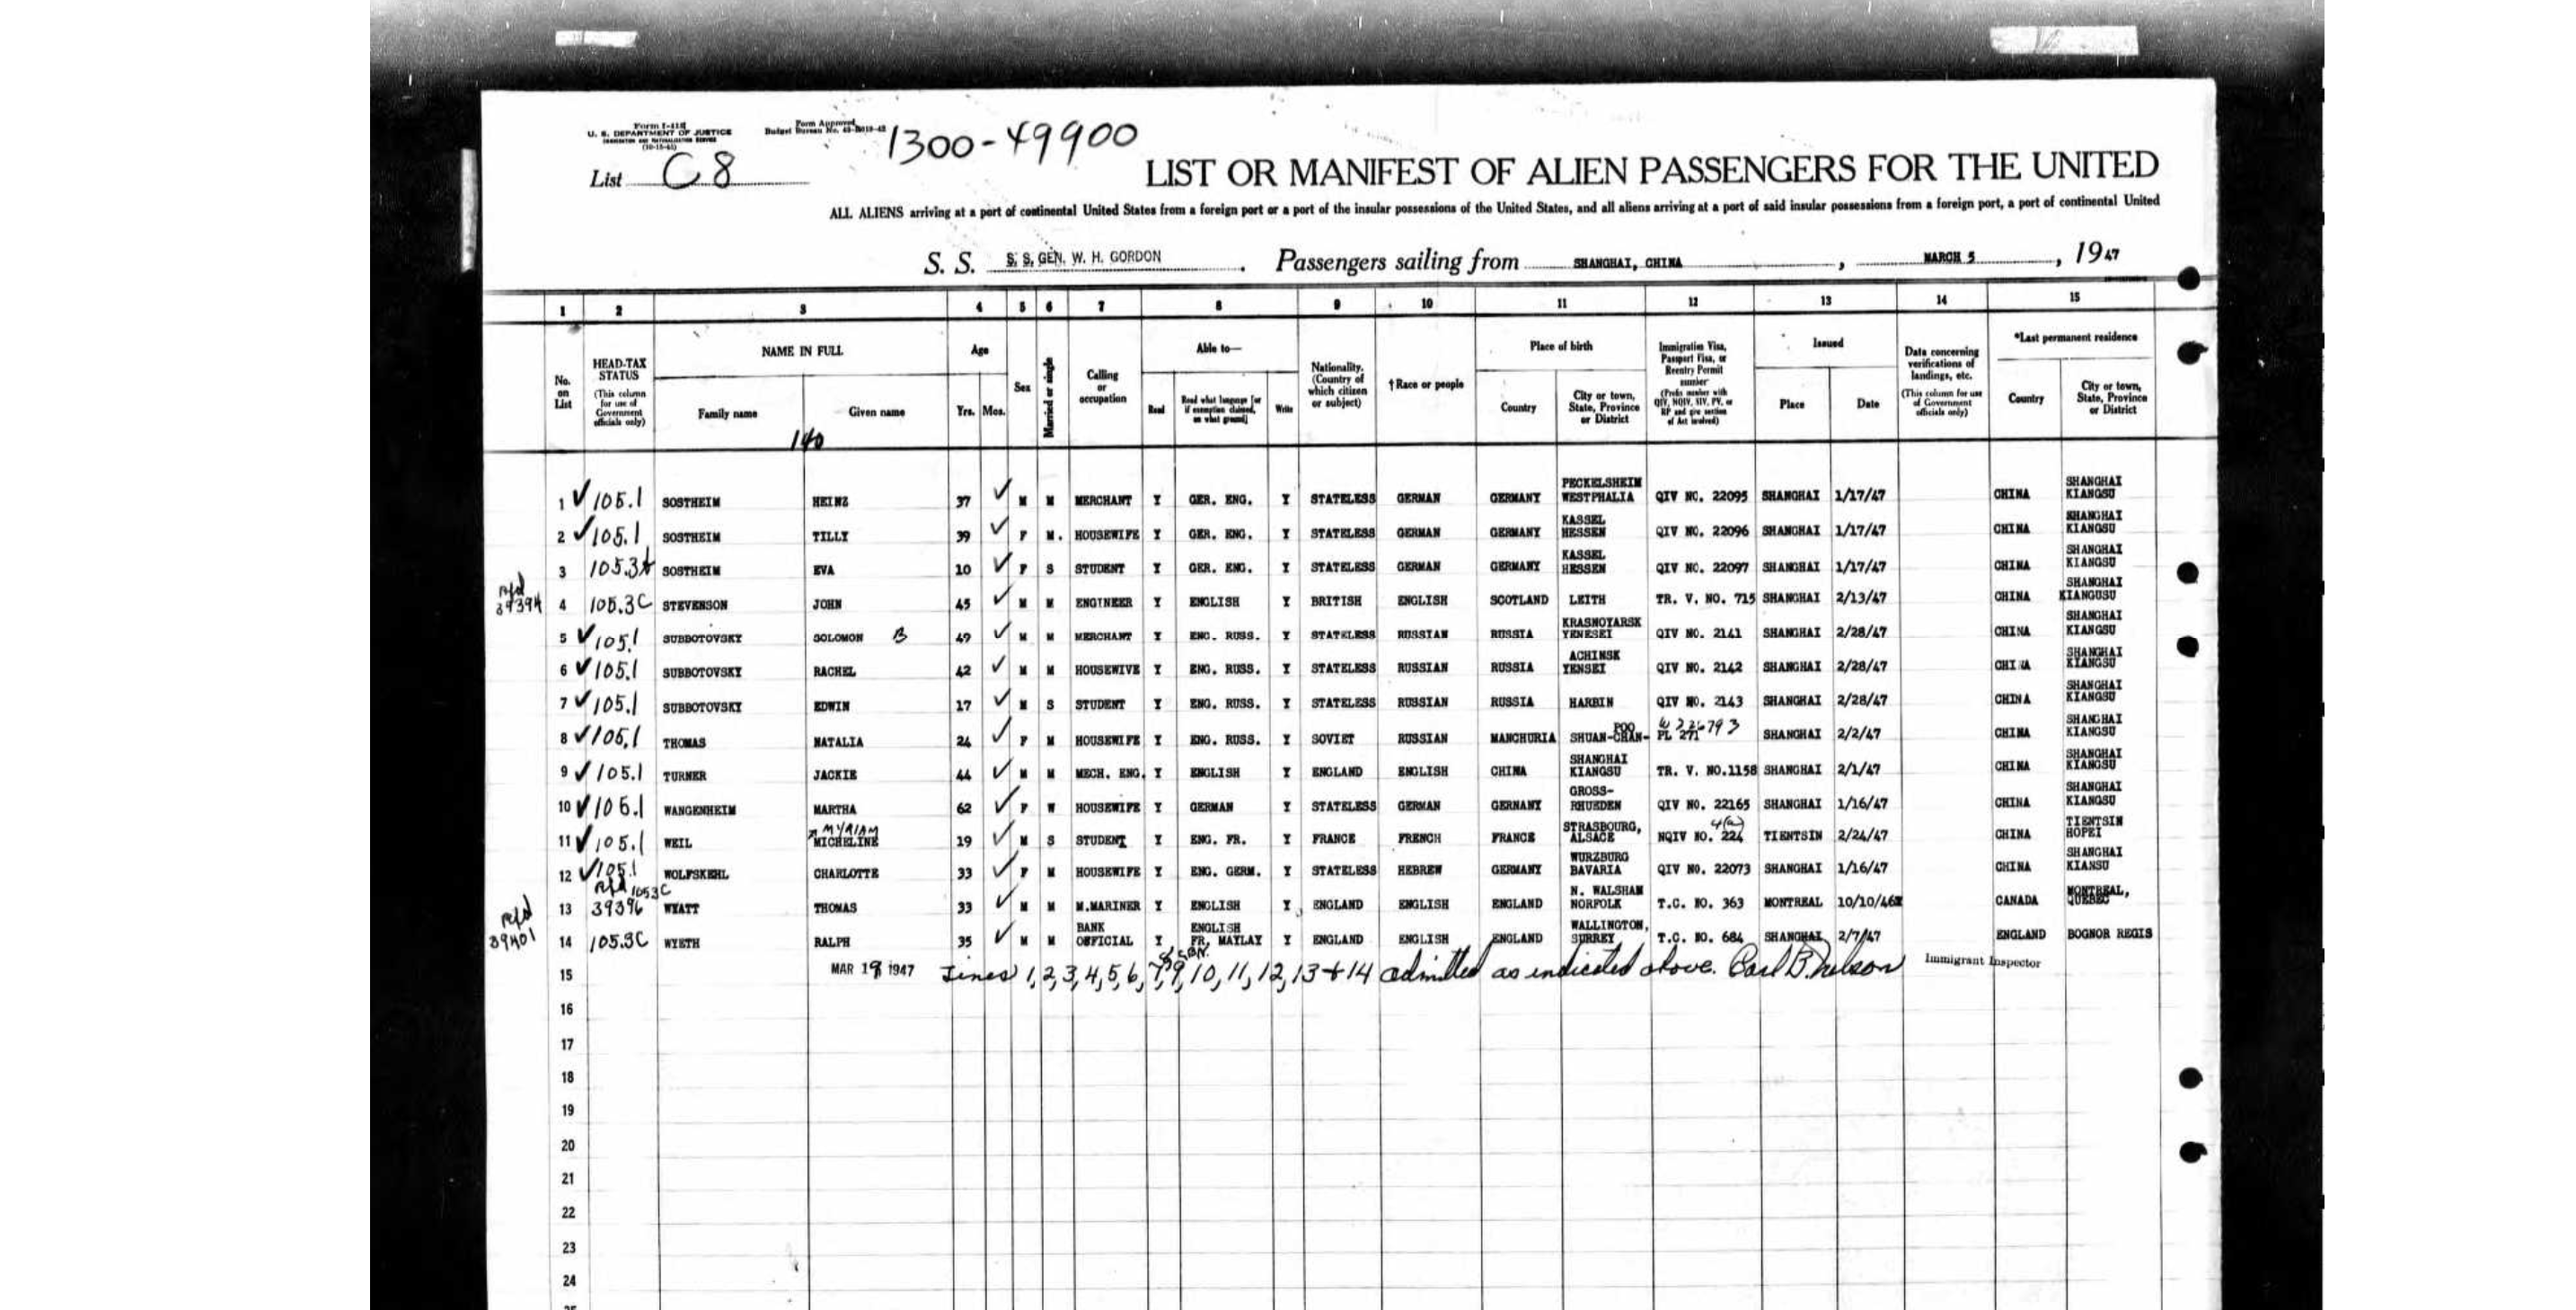 Form I-418
U. S. DEPARTMENT OF JUSTICE
IMMIGRATION AND NATURALIZATION SERVICE
Form Approved
Budget Bureau No.
List C8
1300-49900
LIST OR MANIFEST OF ALIEN PASSENGERS FOR THE UNITED
ALL ALIENS arriving at a port of continental United States from a foreign port or a port of the insular possessions of the United States, and all aliens arriving at a port of said insular possessions from a foreign port, a port of continental United
S. S. S. S. GEN. W. H. GORDON Passengers sailing from SHANGHAI, CHINA, MARCH 5, 1947
1 2 3 4 5 6 7 8 9 10 11 12 13 14 15
No. on List
HEAD-TAX STATUS (This column for use of Government officials only)
NAME IN FULL
Family name Given name
140
Age
Yrs. Mos.
Sex
Married or single
Calling or occupation
Able to—
Read Read what language [or if exemption claimed, on what ground] Write
Nationality. (Country of which citizen or subject)
† Race or people
Place of birth
Country City or town, State, Province or District
Immigration Visa, Passport Visa, or Reentry Permit number (Prefix number with QIV, NQIV, SIV, PV, or RP and give section of Act involved)
Issued
Place Date
Data concerning verifications of landings, etc. (This column for use of Government officials only)
*Last permanent residence
Country City or town, State, Province or District
1 ✓ 105.1 SOSTHEIM HEINZ 37 ✓ M M MERCHANT Y GER. ENG. Y STATELESS GERMAN GERMANY PECKELSHEIM WESTPHALIA QIV NO. 22095 SHANGHAI 1/17/47 CHINA SHANGHAI KIANGSU
2 ✓ 105.1 SOSTHEIM TILLY 39 ✓ F M. HOUSEWIFE Y GER. ENG. Y STATELESS GERMAN GERMANY KASSEL HESSEN QIV NO. 22096 SHANGHAI 1/17/47 CHINA SHANGHAI KIANGSU
3 105.3 SOSTHEIM EVA 10 ✓ F S STUDENT Y GER. ENG. Y STATELESS GERMAN GERMANY KASSEL HESSEN QIV NO. 22097 SHANGHAI 1/17/47 CHINA SHANGHAI KIANGSU
Rfd 39394 4 105.3C STEVENSON JOHN 45 ✓ M M ENGINEER Y ENGLISH Y BRITISH ENGLISH SCOTLAND LEITH TR. V. NO. 715 SHANGHAI 2/13/47 CHINA SHANGHAI KIANGUSU
5 ✓ 105.1 SUBBOTOVSKY SOLOMON B 49 ✓ M M MERCHANT Y ENG. RUSS. Y STATELESS RUSSIAN RUSSIA KRASNOYARSK YENESEI QIV NO. 2141 SHANGHAI 2/28/47 CHINA SHANGHAI KIANGSU
6 ✓ 105.1 SUBBOTOVSKY RACHEL 42 ✓ M M HOUSEWIVE Y ENG. RUSS. Y STATELESS RUSSIAN RUSSIA ACHINSK YENSEI QIV NO. 2142 SHANGHAI 2/28/47 CHINA SHANGHAI KIANGSU
7 ✓ 105.1 SUBBOTOVSKY EDWIN 17 ✓ M S STUDENT Y ENG. RUSS. Y STATELESS RUSSIAN RUSSIA HARBIN QIV NO. 2143 SHANGHAI 2/28/47 CHINA SHANGHAI KIANGSU
8 ✓ 105.1 THOMAS NATALIA 24 ✓ F M HOUSEWIFE Y ENG. RUSS. Y SOVIET RUSSIAN MANCHURIA SHUAN-CHAN-POO PL 271 SHANGHAI 2/2/47 CHINA SHANGHAI KIANGSU
9 ✓ 105.1 TURNER JACKIE 44 ✓ M M MECH. ENG. Y ENGLISH Y ENGLAND ENGLISH CHINA SHANGHAI KIANGSU TR. V. NO.1158 SHANGHAI 2/1/47 CHINA SHANGHAI KIANGSU
10 ✓ 105.1 WANGENHEIM MARTHA 62 ✓ F W HOUSEWIFE Y GERMAN Y STATELESS GERMAN GERMANY GROSS-RHUEDEN QIV NO. 22165 SHANGHAI 1/16/47 CHINA SHANGHAI KIANGSU
11 ✓ 105.1 WEIL MYRIAM MICHELINE 19 ✓ M S STUDENT Y ENG. FR. Y FRANCE FRENCH FRANCE STRASBOURG, ALSACE NQIV NO. 224 4(a) TIENTSIN 2/24/47 CHINA TIENTSIN HOPEI
12 ✓ 105.1 WOLFSKEHL CHARLOTTE 33 ✓ F M HOUSEWIFE Y ENG. GERM. Y STATELESS HEBREW GERMANY WURZBURG BAVARIA QIV NO. 22073 SHANGHAI 1/16/47 CHINA SHANGHAI KIANSU
13 Rfd 39396 105.3C WYATT THOMAS 33 ✓ M M M.MARINER Y ENGLISH Y ENGLAND ENGLISH ENGLAND N. WALSHAM NORFOLK T.C. NO. 363 MONTREAL 10/10/46 CANADA MONTREAL, QUEBEC
Rfd 39401 14 105.3C WYETH RALPH 35 ✓ M M BANK OFFICIAL Y ENGLISH FR. MAYLAY Y ENGLAND ENGLISH ENGLAND WALLINGTON, SURREY T.C. NO. 684 SHANGHAI 2/7/47 ENGLAND BOGNOR REGIS
15 MAR 19 1947 Lines 1, 2, 3, 4, 5, 6, 7, 8, 9, 10, 11, 12, 13 + 14 admitted as indicated above. Carl B. Nelson Immigrant Inspector
16
17
18
19
20
21
22
23
24